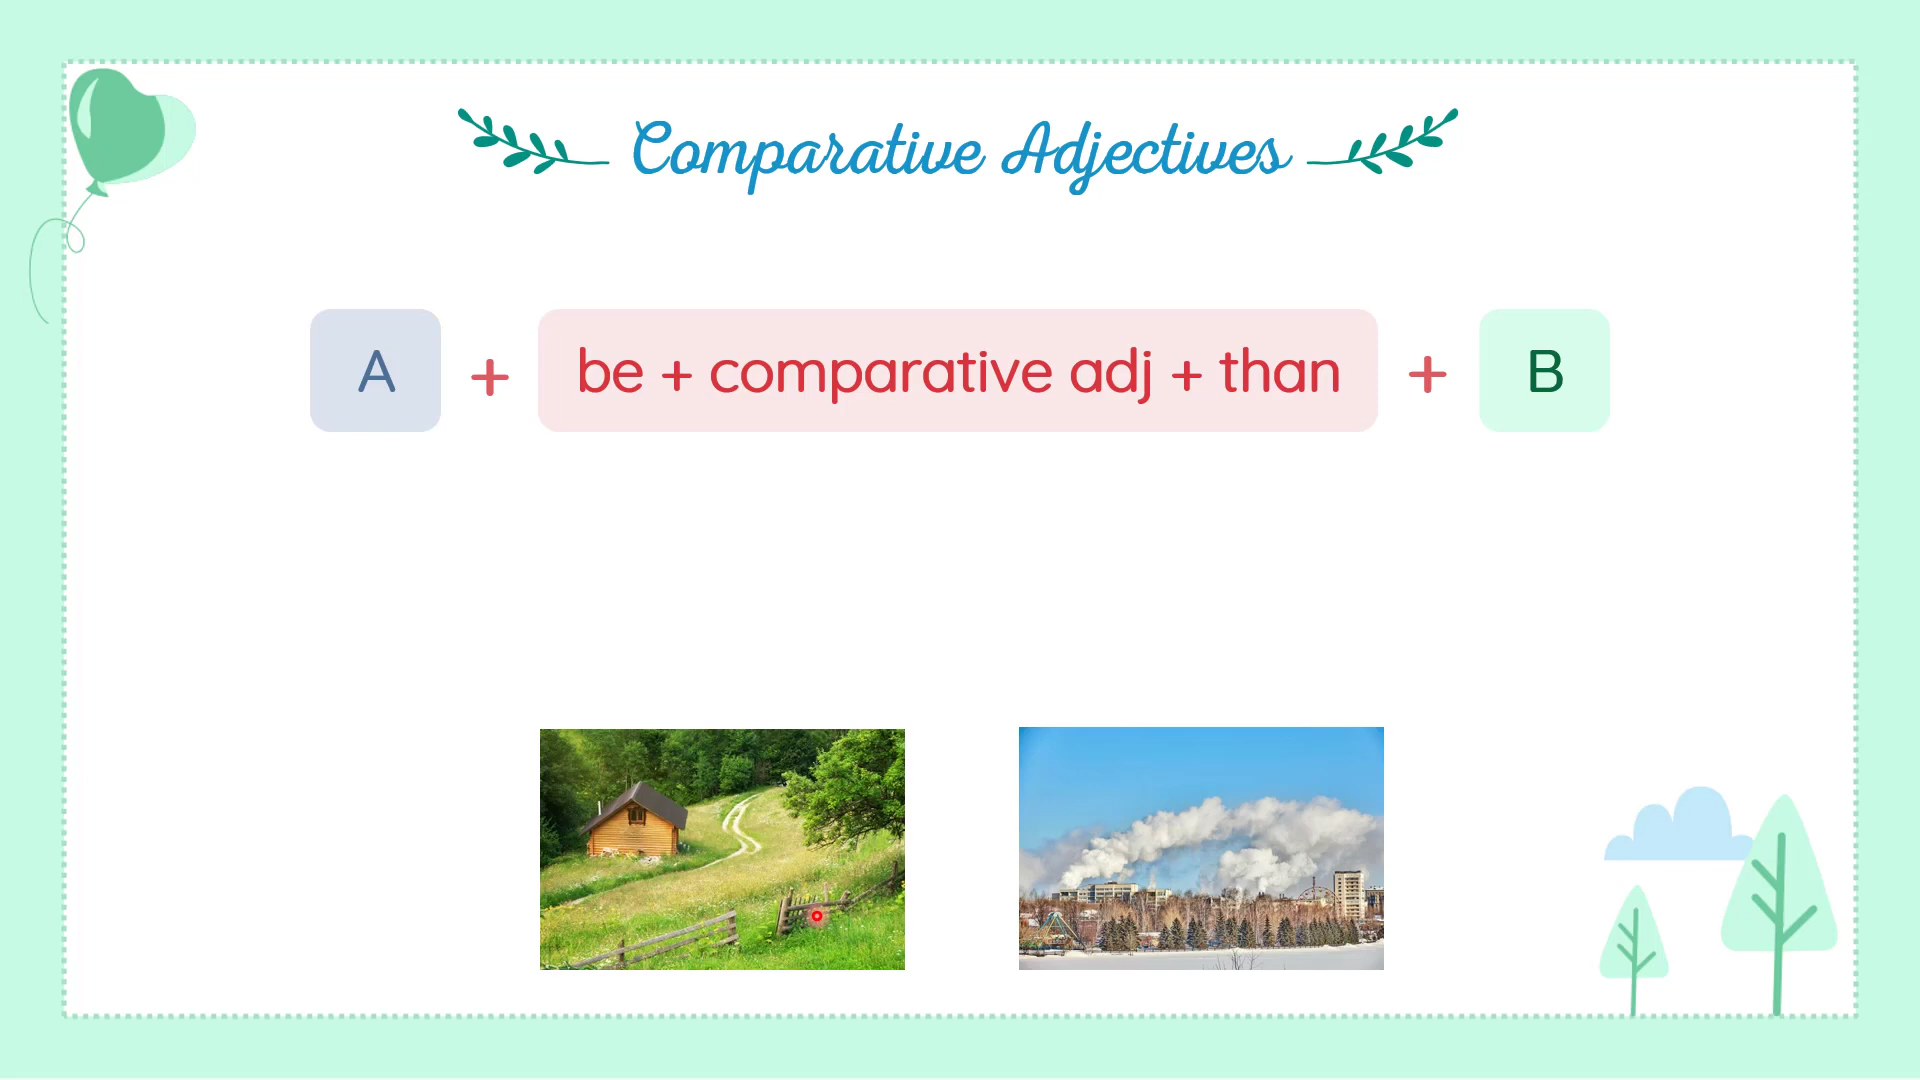 Comparative Adjectives
A + be + comparative adj + than + B